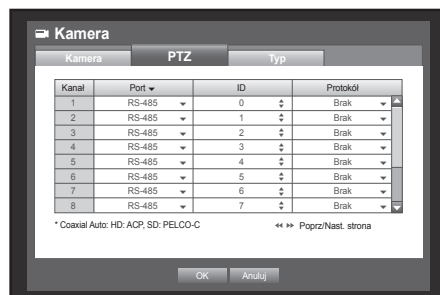 Kamera
Kamera PTZ Typ
Kanał Port ID Protokół
1 RS-485 0 Brak
2 RS-485 1 Brak
3 RS-485 2 Brak
4 RS-485 3 Brak
5 RS-485 4 Brak
6 RS-485 5 Brak
7 RS-485 6 Brak
8 RS-485 7 Brak
* Coaxial Auto: HD: ACP, SD: PELCO-C Poprz/Nast. strona
OK Anuluj